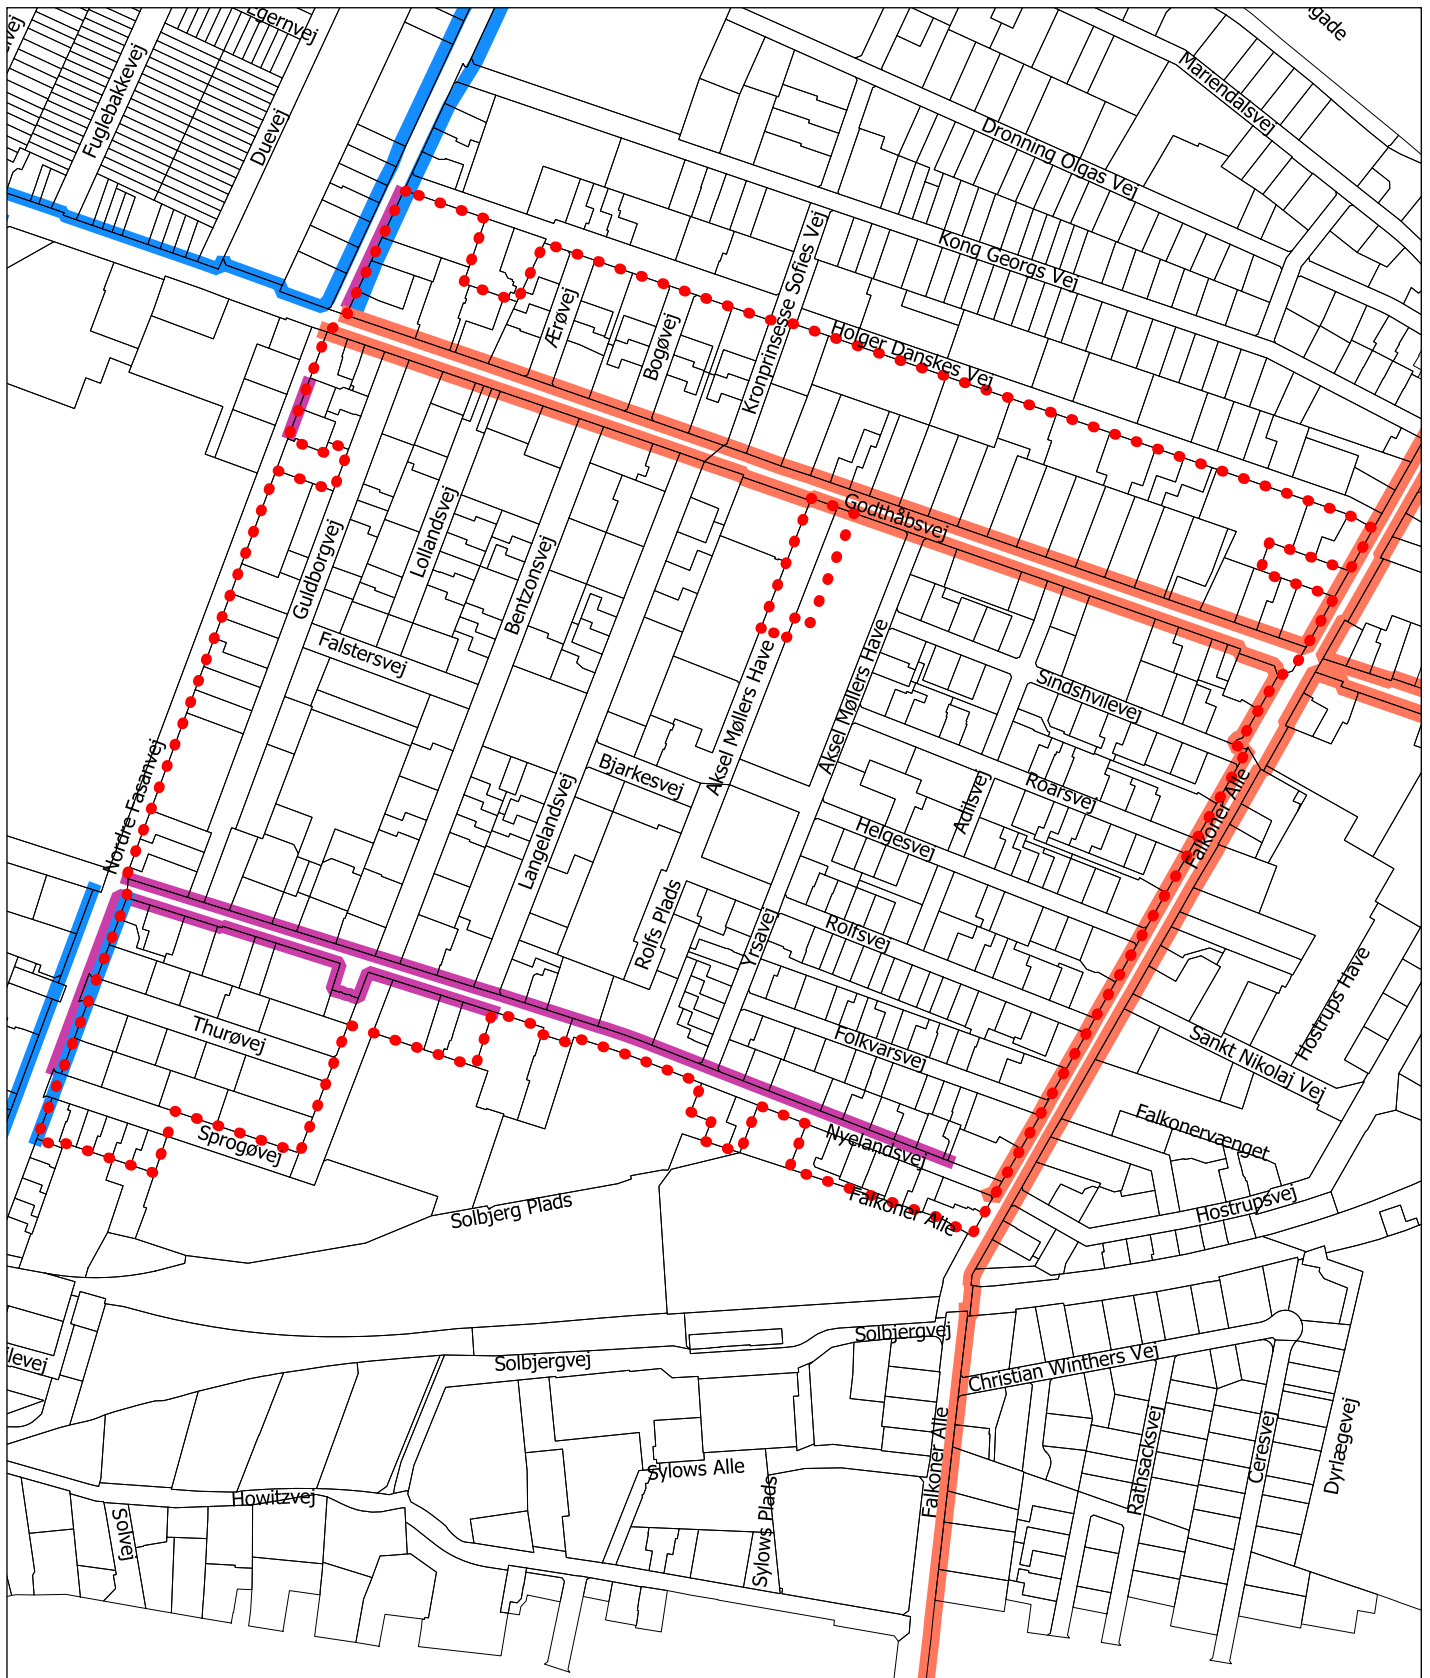 Egernvej
Fuglebakkevej
Duevej
Mariendalsvej
Dronning Olgas Vej
Kong Georgs Vej
Kronprinsesse Sofies Vej
Holger Danskes Vej
Ærøvej
Bogøvej
Godthåbsvej
Lollandsvej
Guldborgvej
Bentzonsvej
Falstersvej
Aksel Møllers Have
Aksel Møllers Have
Sindshvilevej
Nordre Fasanvej
Bjarkesvej
Langelandsvej
Adilsvej
Roarsvej
Falkoner Alle
Helgesvej
Rolfs Plads
Yrsavej
Rolfsvej
Hostrups Have
Thurøvej
Folkvarsvej
Sankt Nikolaj Vej
Sprogøvej
Nyelandsvej
Falkonervænget
Solbjerg Plads
Falkoner Alle
Hostrupsvej
Solbjergvej
Solbjergvej
Christian Winthers Vej
Falkoner Alle
Rathsacksvej
Ceresvej
Dyrlægevej
Sylows Alle
Sylows Plads
Howitzvej
Solvej